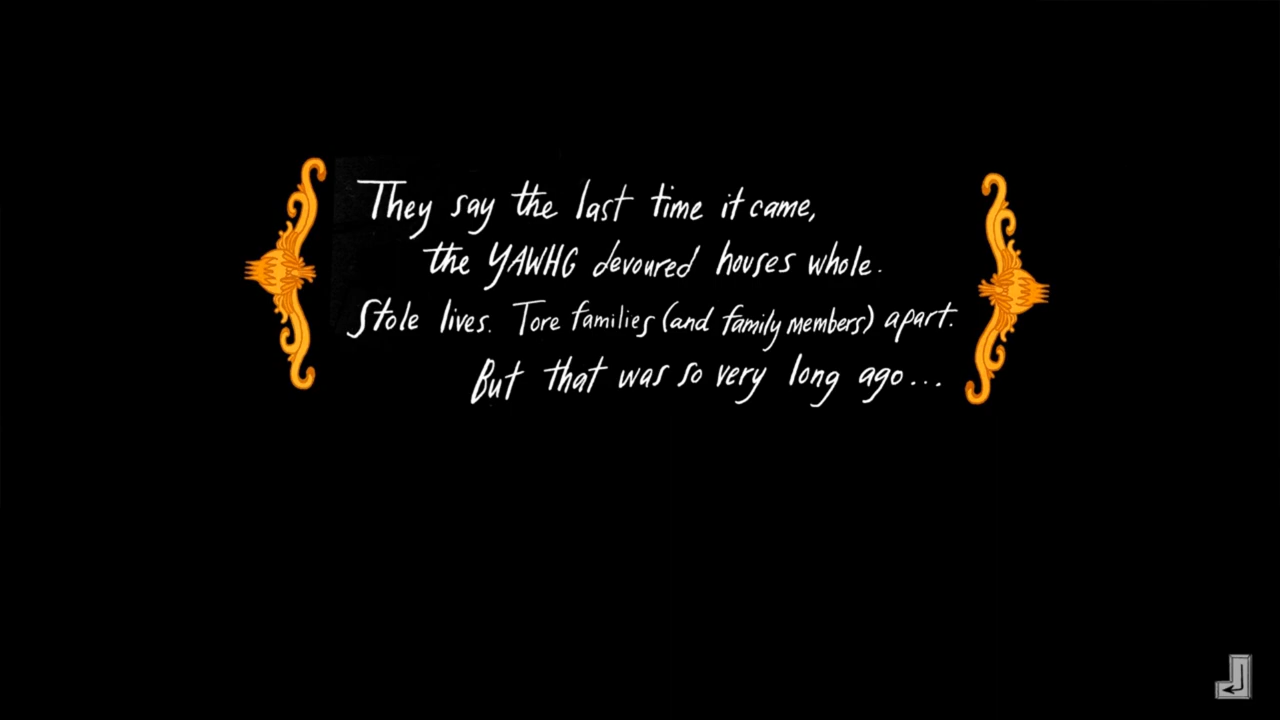 They say the last time it came,
the YAWHG devoured houses whole.
Stole lives. Tore families (and family members) apart.
But that was so very long ago...